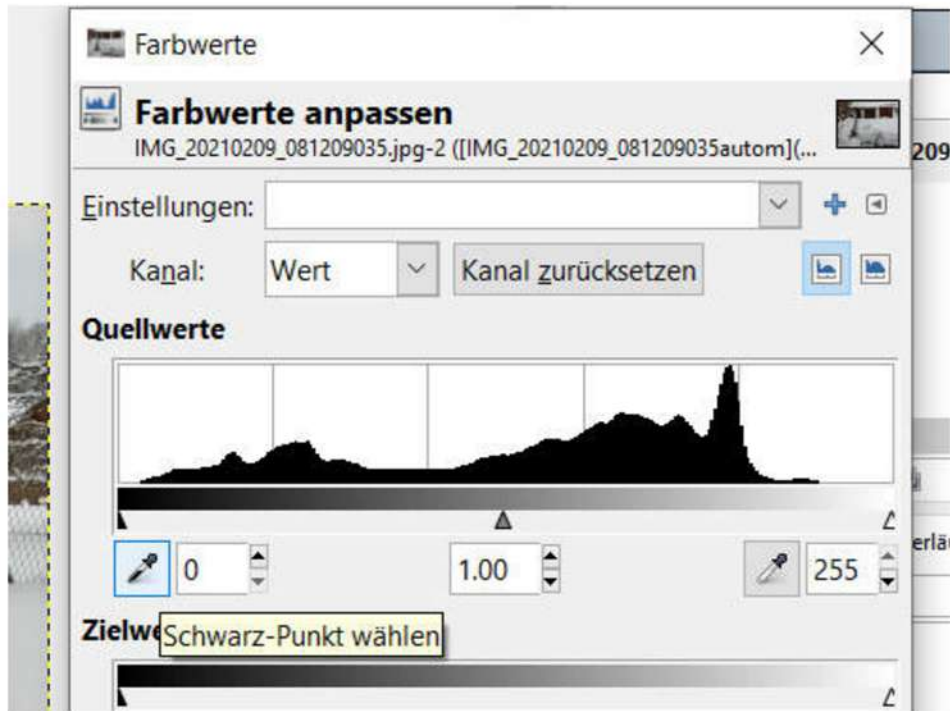 Farbwerte
Farbwerte anpassen
IMG_20210209_081209035.jpg-2 ([IMG_20210209_081209035autom](...
209
Einstellungen:
Kanal: Wert Kanal zurücksetzen
Quellwerte
0 1.00 255
Schwarz-Punkt wählen